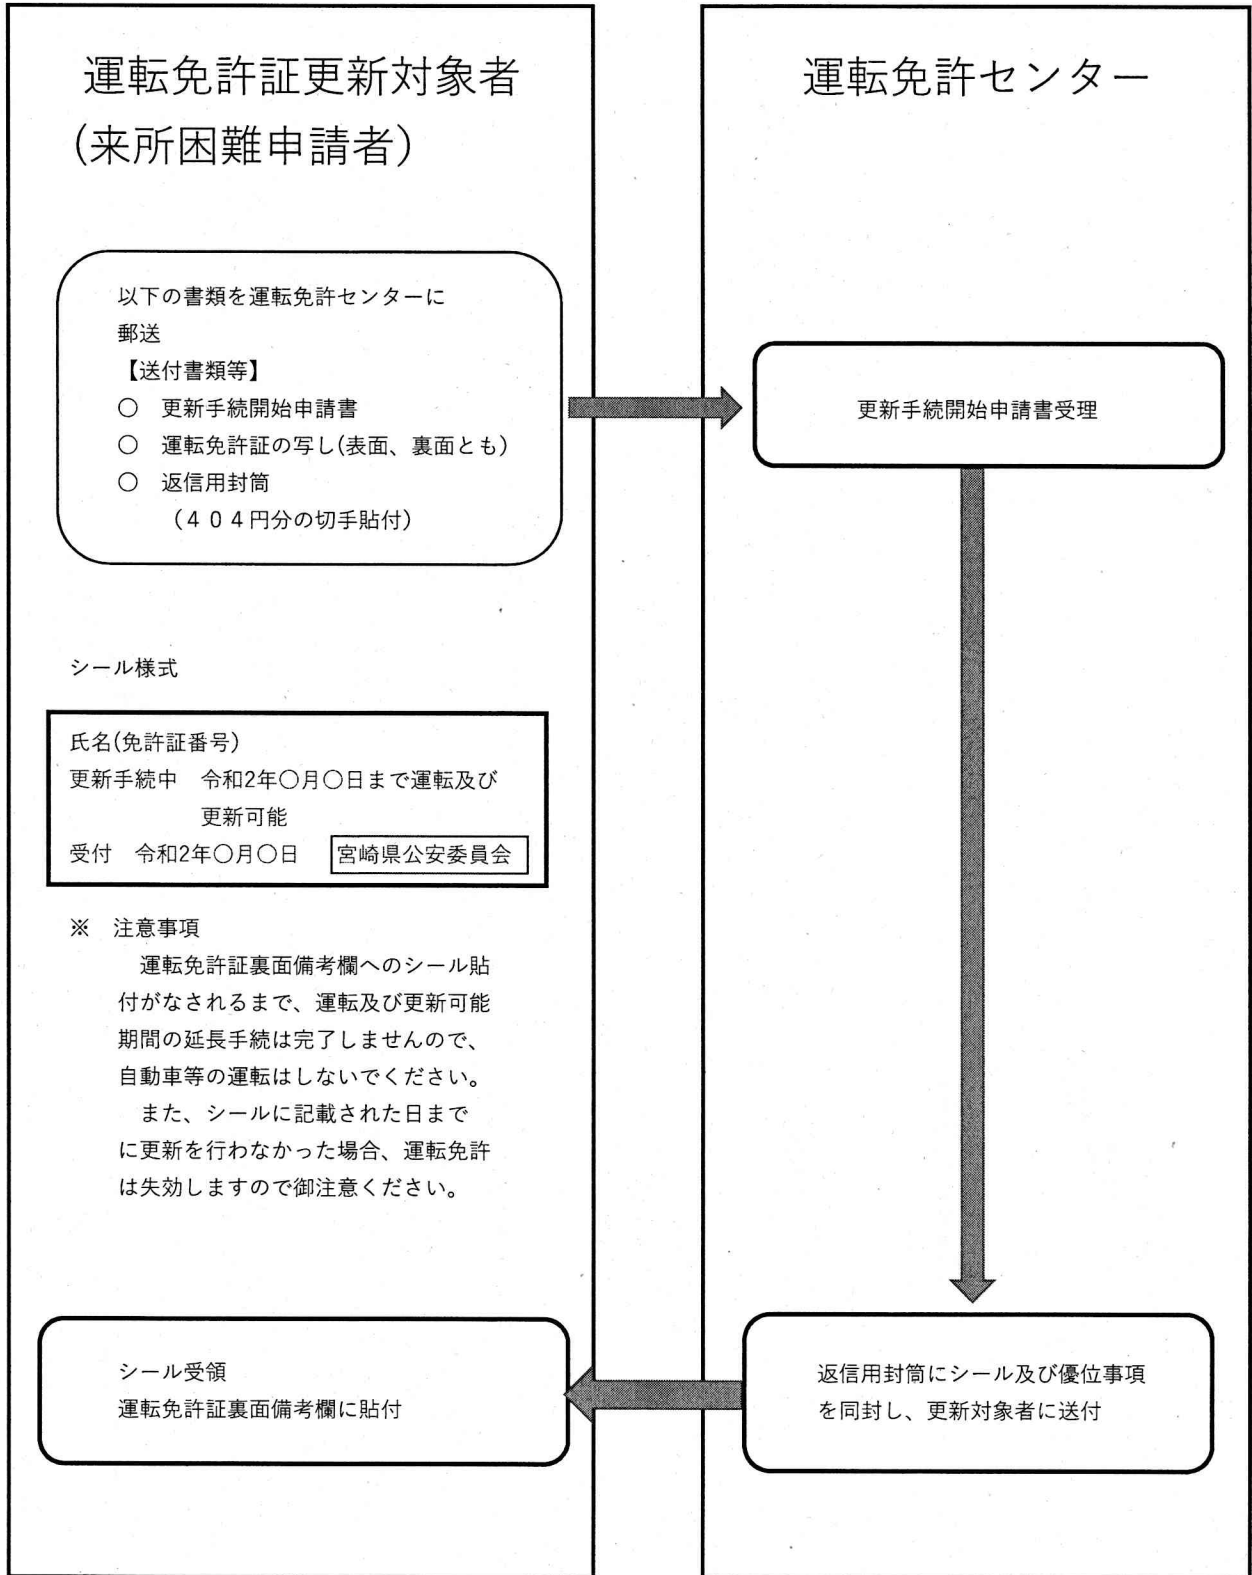 運転免許証更新対象者
(来所困難申請者)
以下の書類を運転免許センターに
郵送
【送付書類等】
○　更新手続開始申請書
○　運転免許証の写し(表面、裏面とも)
○　返信用封筒
（４０４円分の切手貼付）
シール様式
氏名(免許証番号)
更新手続中　令和2年○月○日まで運転及び
更新可能
受付　令和2年○月○日　宮崎県公安委員会
※　注意事項
運転免許証裏面備考欄へのシール貼
付がなされるまで、運転及び更新可能
期間の延長手続は完了しませんので、
自動車等の運転はしないでください。
また、シールに記載された日まで
に更新を行わなかった場合、運転免許
は失効しますので御注意ください。
シール受領
運転免許証裏面備考欄に貼付
運転免許センター
更新手続開始申請書受理
返信用封筒にシール及び優位事項
を同封し、更新対象者に送付